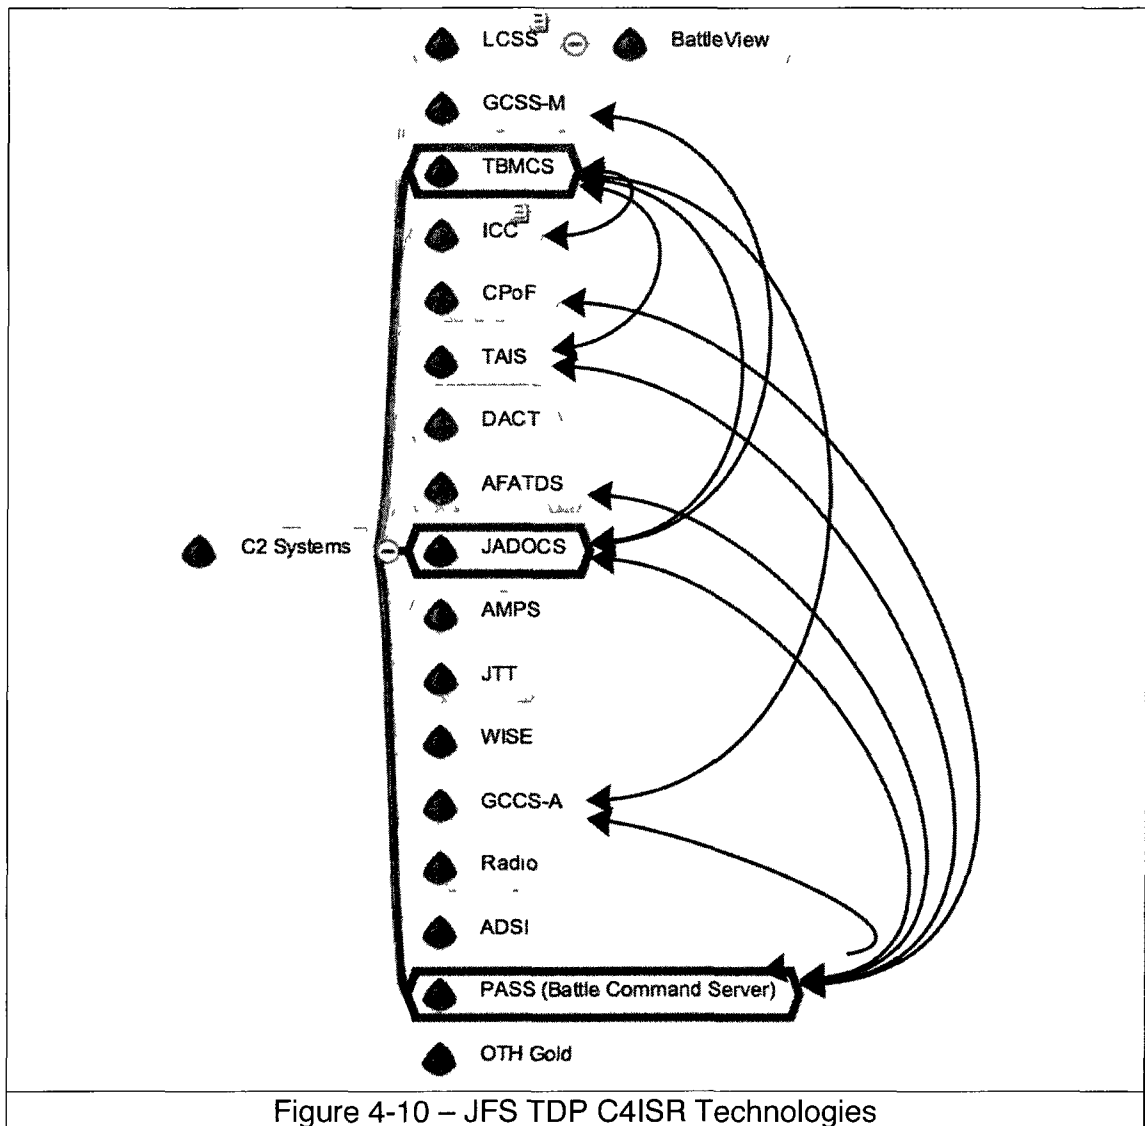 LCSS
BattleView
GCSS-M
TBMCS
ICC
CPoF
TAIS
DACT
AFATDS
C2 Systems
JADOCS
AMPS
JTT
WISE
GCCS-A
Radio
ADSI
PASS (Battle Command Server)
OTH Gold
Figure 4-10 – JFS TDP C4ISR Technologies